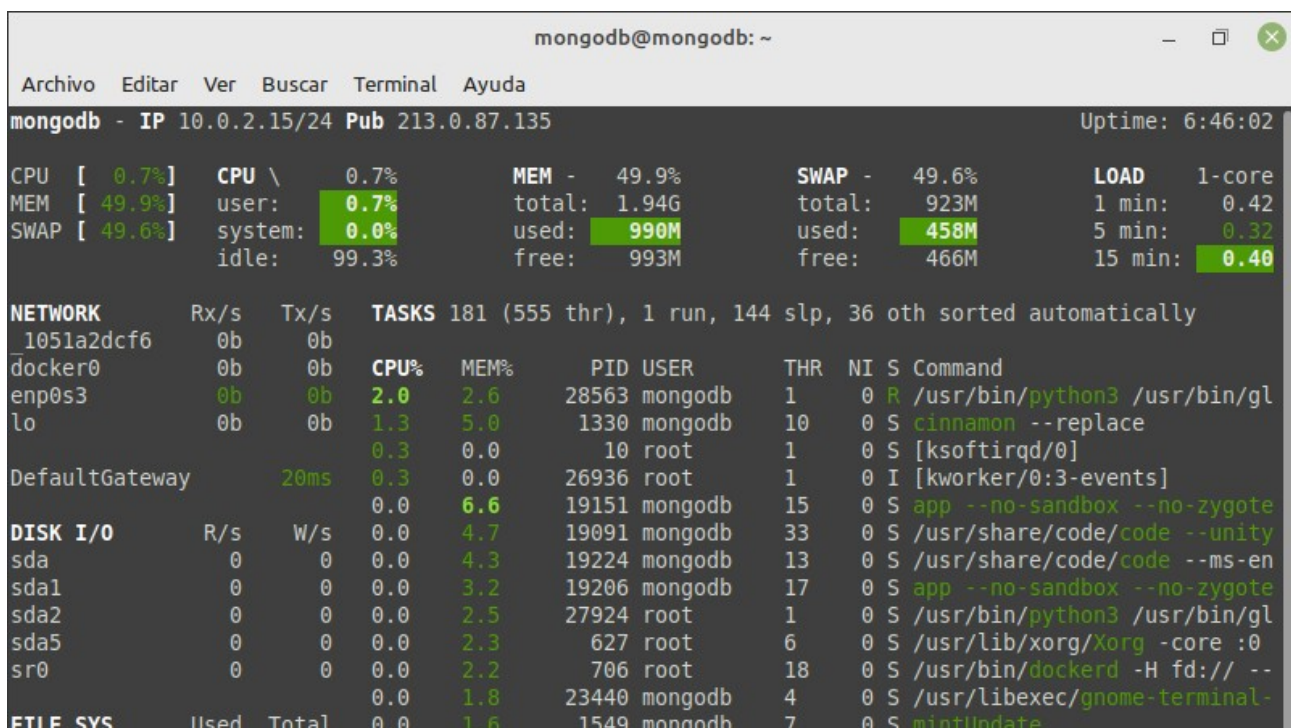 mongodb@mongodb: ~
Archivo Editar Ver Buscar Terminal Ayuda
mongodb - IP 10.0.2.15/24 Pub 213.0.87.135 Uptime: 6:46:02
CPU [ 0.7%] CPU \ 0.7% MEM - 49.9% SWAP - 49.6% LOAD 1-core
MEM [ 49.9%] user: 0.7% total: 1.94G total: 923M 1 min: 0.42
SWAP [ 49.6%] system: 0.0% used: 990M used: 458M 5 min: 0.32
idle: 99.3% free: 993M free: 466M 15 min: 0.40
NETWORK Rx/s Tx/s TASKS 181 (555 thr), 1 run, 144 slp, 36 oth sorted automatically
_1051a2dcf6 0b 0b
docker0 0b 0b CPU% MEM% PID USER THR NI S Command
enp0s3 0b 0b 2.0 2.6 28563 mongodb 1 0 R /usr/bin/python3 /usr/bin/gl
lo 0b 0b 1.3 5.0 1330 mongodb 10 0 S cinnamon --replace
0.3 0.0 10 root 1 0 S [ksoftirqd/0]
DefaultGateway 20ms 0.3 0.0 26936 root 1 0 I [kworker/0:3-events]
0.0 6.6 19151 mongodb 15 0 S app --no-sandbox --no-zygote
DISK I/O R/s W/s 0.0 4.7 19091 mongodb 33 0 S /usr/share/code/code --unity
sda 0 0 0.0 4.3 19224 mongodb 13 0 S /usr/share/code/code --ms-en
sda1 0 0 0.0 3.2 19206 mongodb 17 0 S app --no-sandbox --no-zygote
sda2 0 0 0.0 2.5 27924 root 1 0 S /usr/bin/python3 /usr/bin/gl
sda5 0 0 0.0 2.3 627 root 6 0 S /usr/lib/xorg/Xorg -core :0
sr0 0 0 0.0 2.2 706 root 18 0 S /usr/bin/dockerd -H fd:// --
0.0 1.8 23440 mongodb 4 0 S /usr/libexec/gnome-terminal-
FILE SYS Used Total 0.0 1.6 1549 mongodb 7 0 S mintUpdate